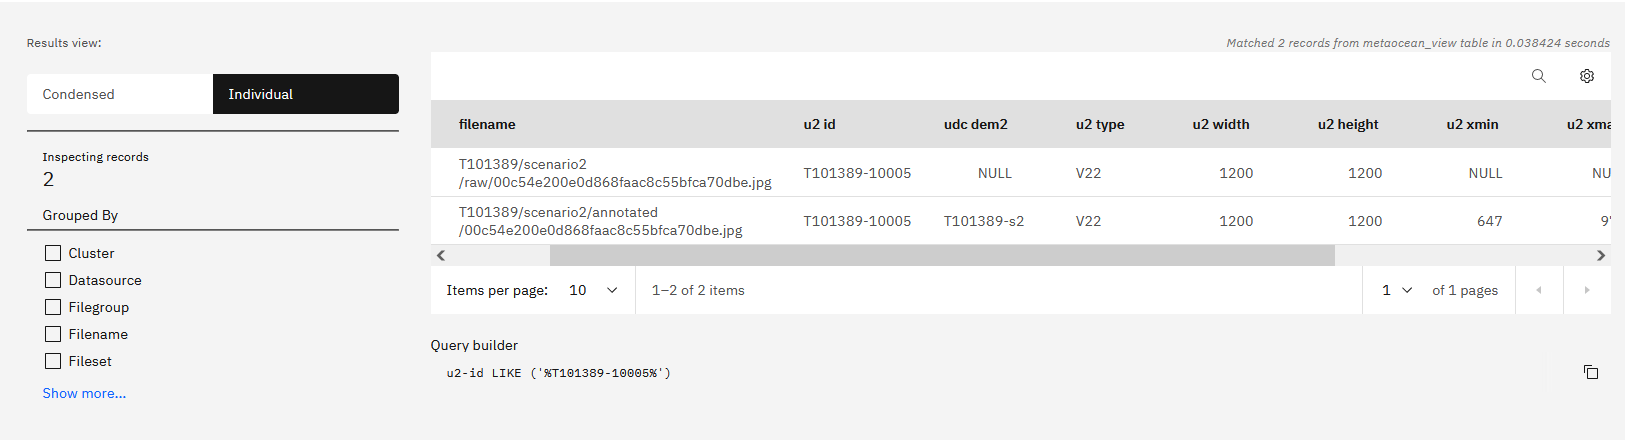 Results view:
Matched 2 records from metaocean_view table in 0.038424 seconds
Condensed
Individual
Inspecting records
2
Grouped By
Cluster
Datasource
Filegroup
Filename
Fileset
Show more...
filename u2 id udc dem2 u2 type u2 width u2 height u2 xmin u2 xma
T101389/scenario2
/raw/00c54e200e0d868faac8c55bfca70dbe.jpg T101389-10005 NULL V22 1200 1200 NULL NU
T101389/scenario2/annotated
/00c54e200e0d868faac8c55bfca70dbe.jpg T101389-10005 T101389-s2 V22 1200 1200 647
Items per page: 10 1–2 of 2 items 1 of 1 pages
Query builder
u2-id LIKE ('%T101389-10005%')